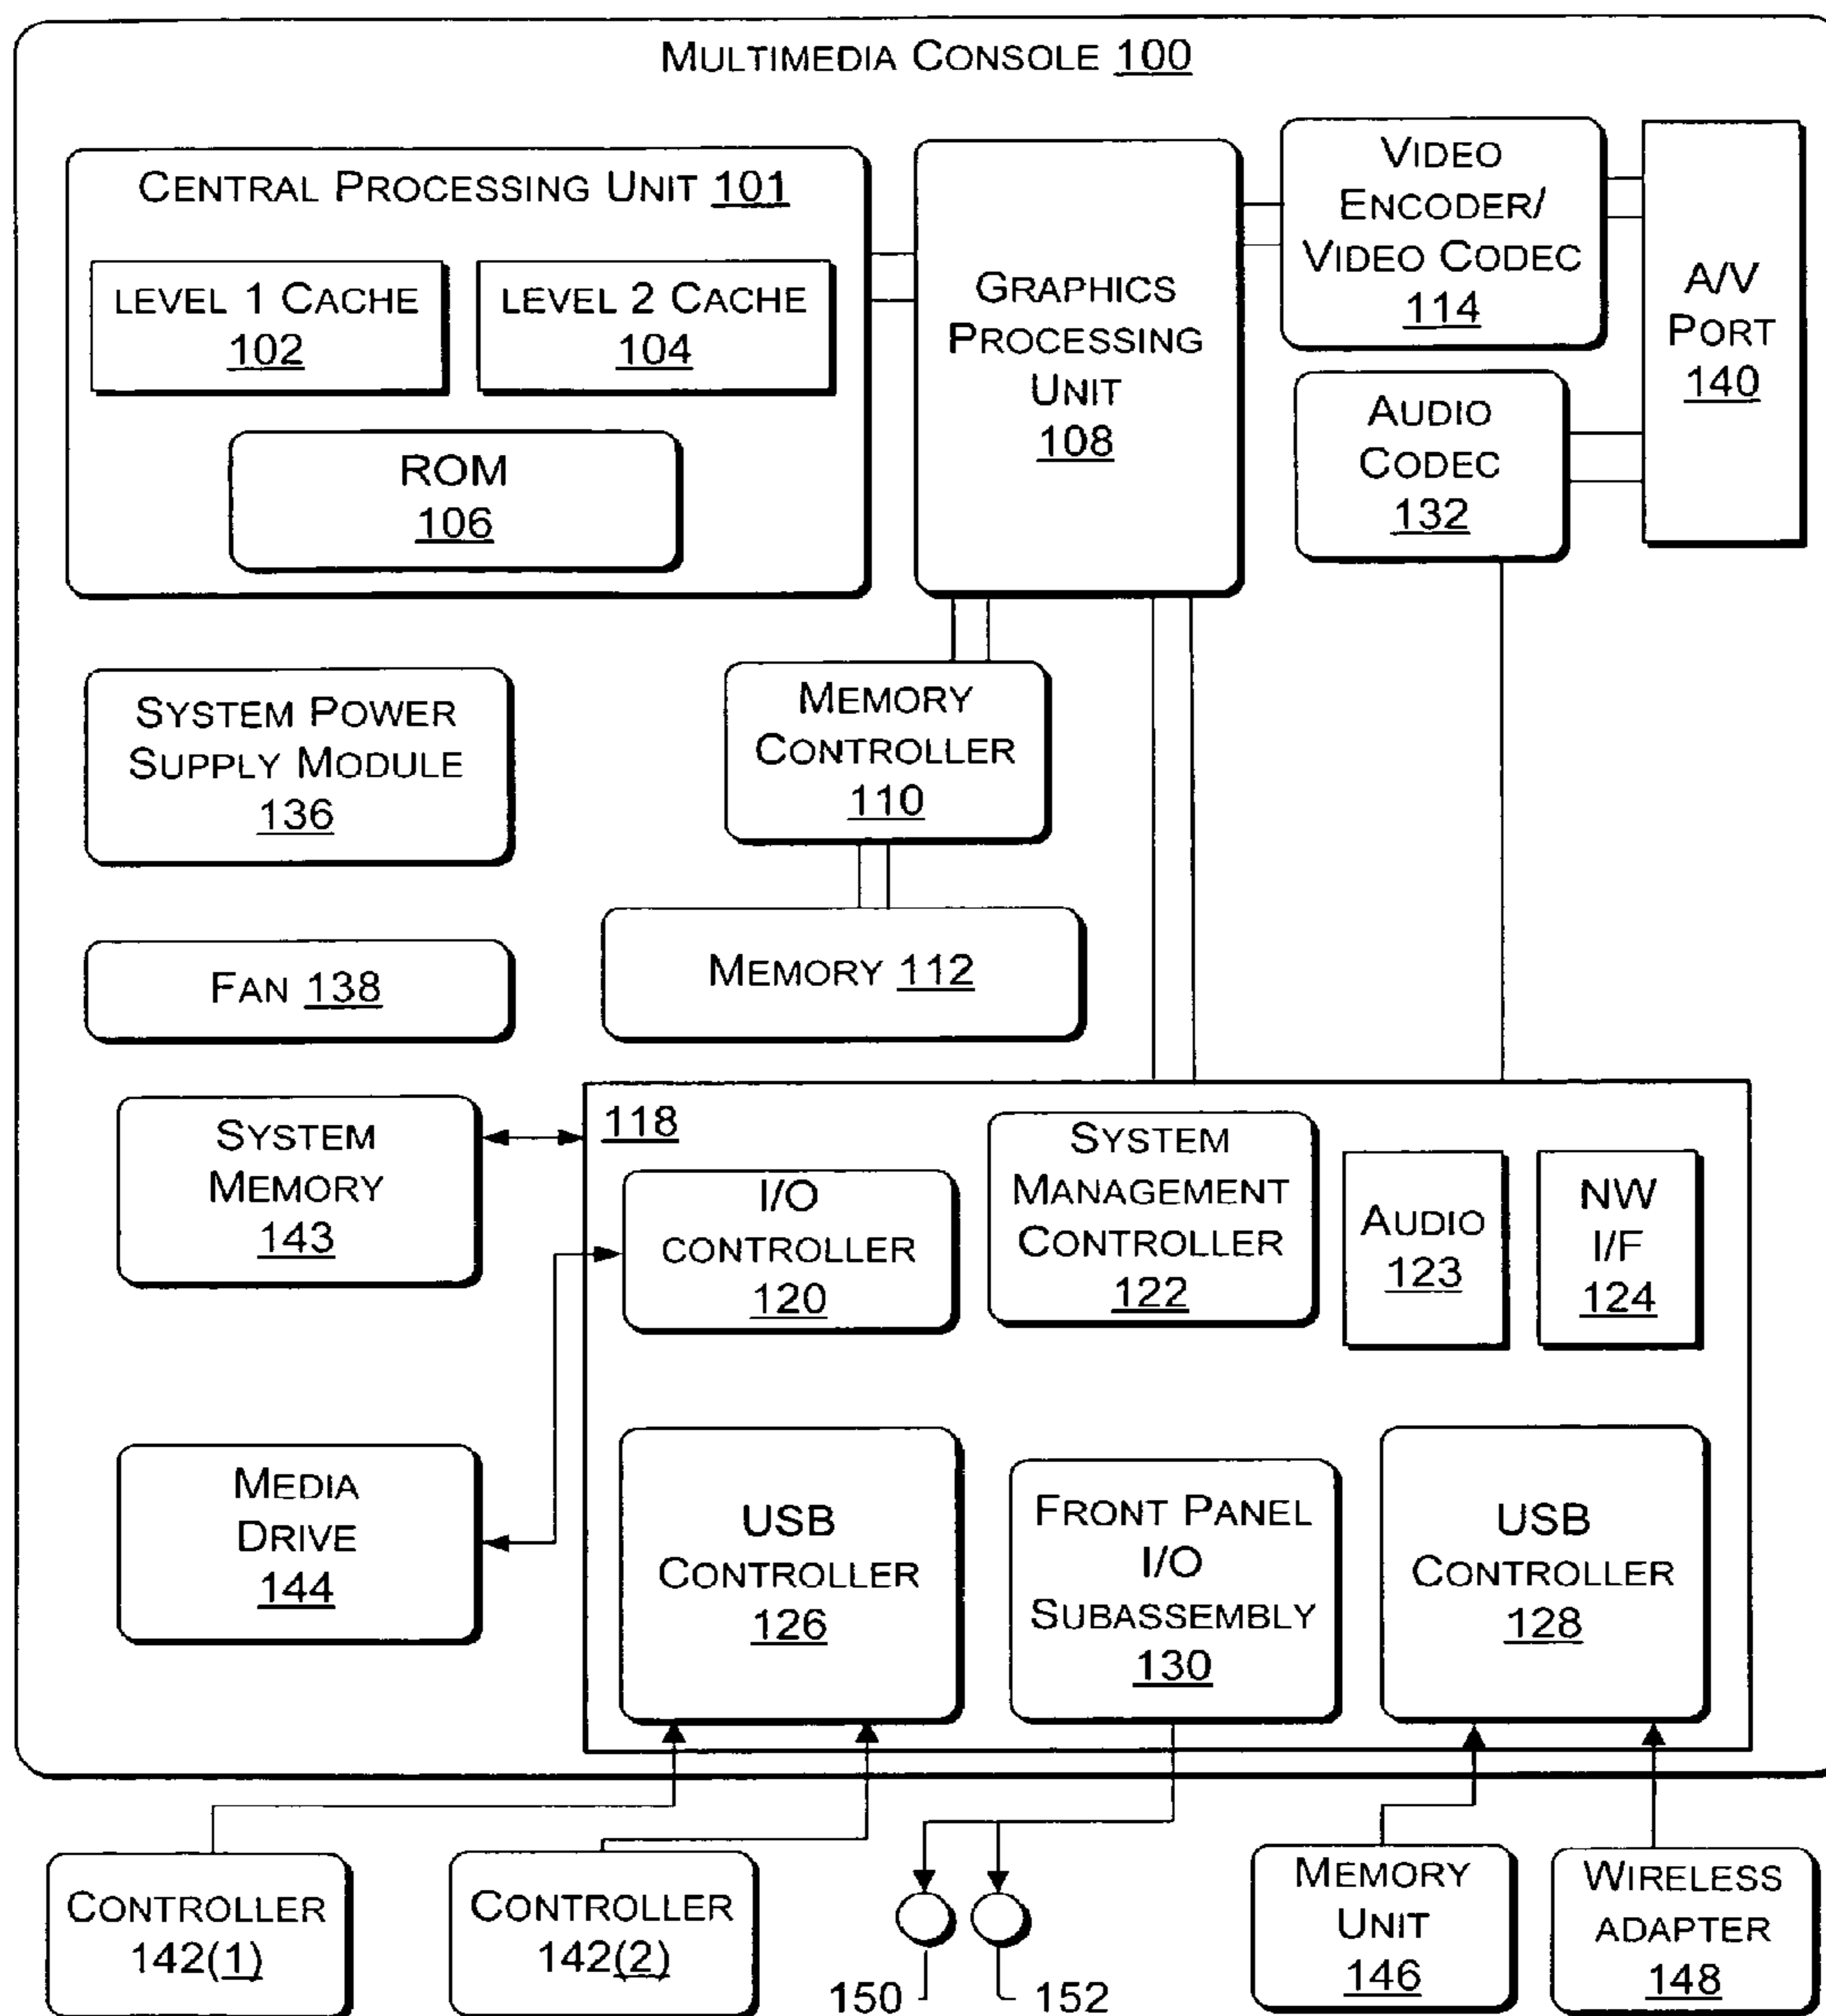 MULTIMEDIA CONSOLE 100
CENTRAL PROCESSING UNIT 101
LEVEL 1 CACHE
102
LEVEL 2 CACHE
104
ROM
106
GRAPHICS
PROCESSING
UNIT
108
VIDEO
ENCODER/
VIDEO CODEC
114
A/V
PORT
140
AUDIO
CODEC
132
SYSTEM POWER
SUPPLY MODULE
136
MEMORY
CONTROLLER
110
FAN 138
MEMORY 112
SYSTEM
MEMORY
143
118
I/O
CONTROLLER
120
SYSTEM
MANAGEMENT
CONTROLLER
122
AUDIO
123
NW
I/F
124
MEDIA
DRIVE
144
USB
CONTROLLER
126
FRONT PANEL
I/O
SUBASSEMBLY
130
USB
CONTROLLER
128
CONTROLLER
142(1)
CONTROLLER
142(2)
150
152
MEMORY
UNIT
146
WIRELESS
ADAPTER
148